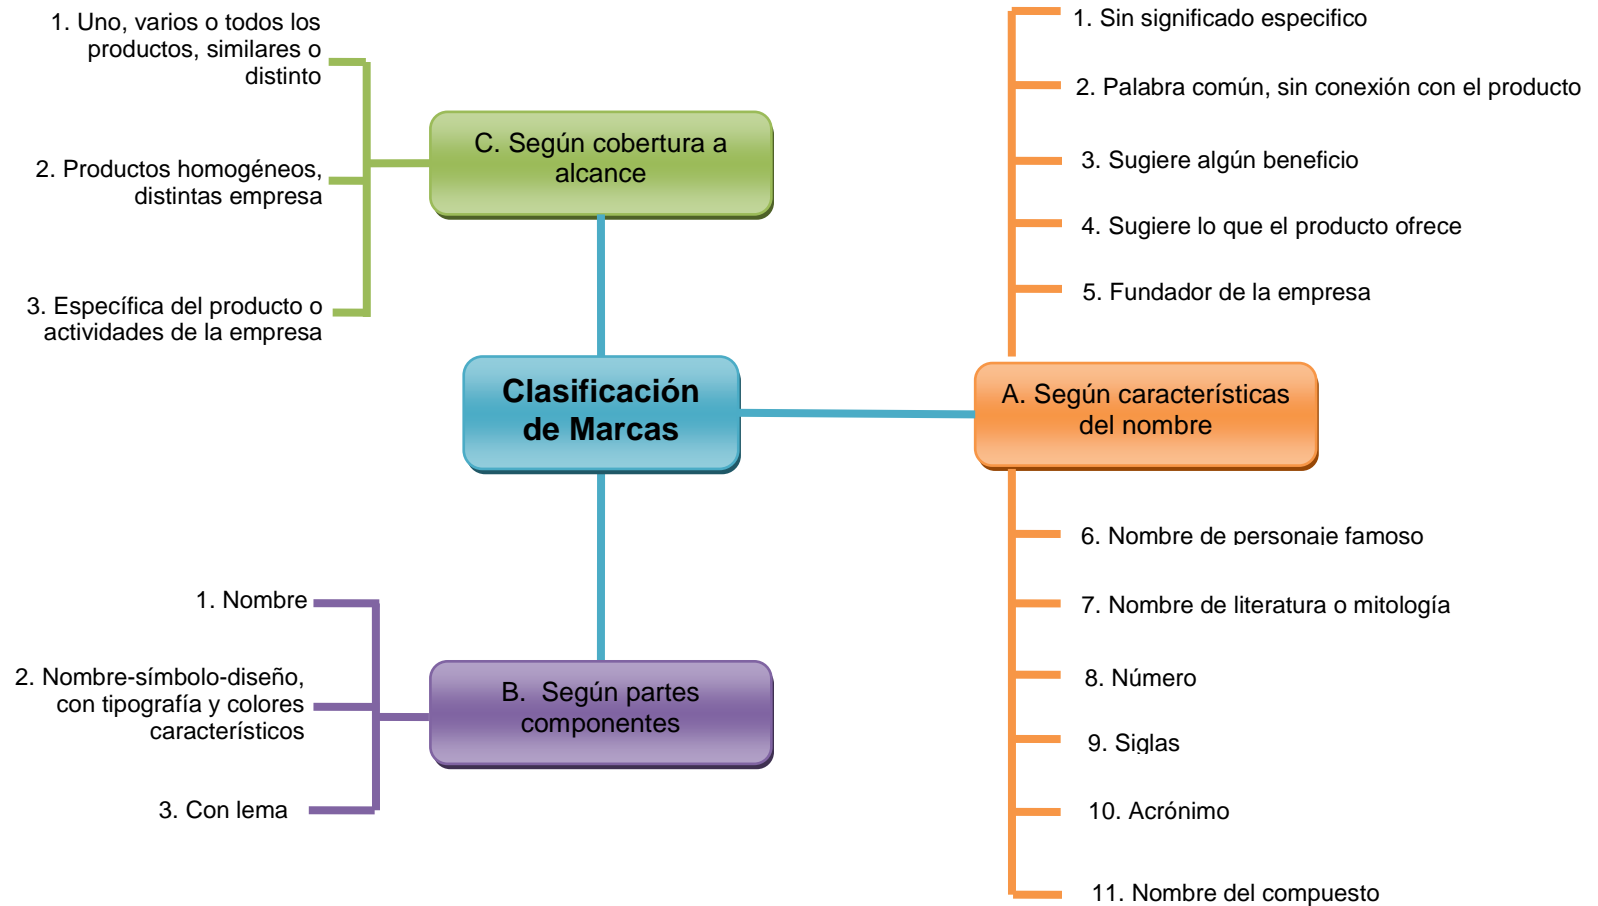 Clasificación
de Marcas
A. Según características
del nombre
1. Sin significado especifico
2. Palabra común, sin conexión con el producto
3. Sugiere algún beneficio
4. Sugiere lo que el producto ofrece
5. Fundador de la empresa
6. Nombre de personaje famoso
7. Nombre de literatura o mitología
8. Número
9. Siglas
10. Acrónimo
11. Nombre del compuesto
B. Según partes
componentes
1. Nombre
2. Nombre-símbolo-diseño,
con tipografía y colores
característicos
3. Con lema
C. Según cobertura a
alcance
1. Uno, varios o todos los
productos, similares o
distinto
2. Productos homogéneos,
distintas empresa
3. Específica del producto o
actividades de la empresa